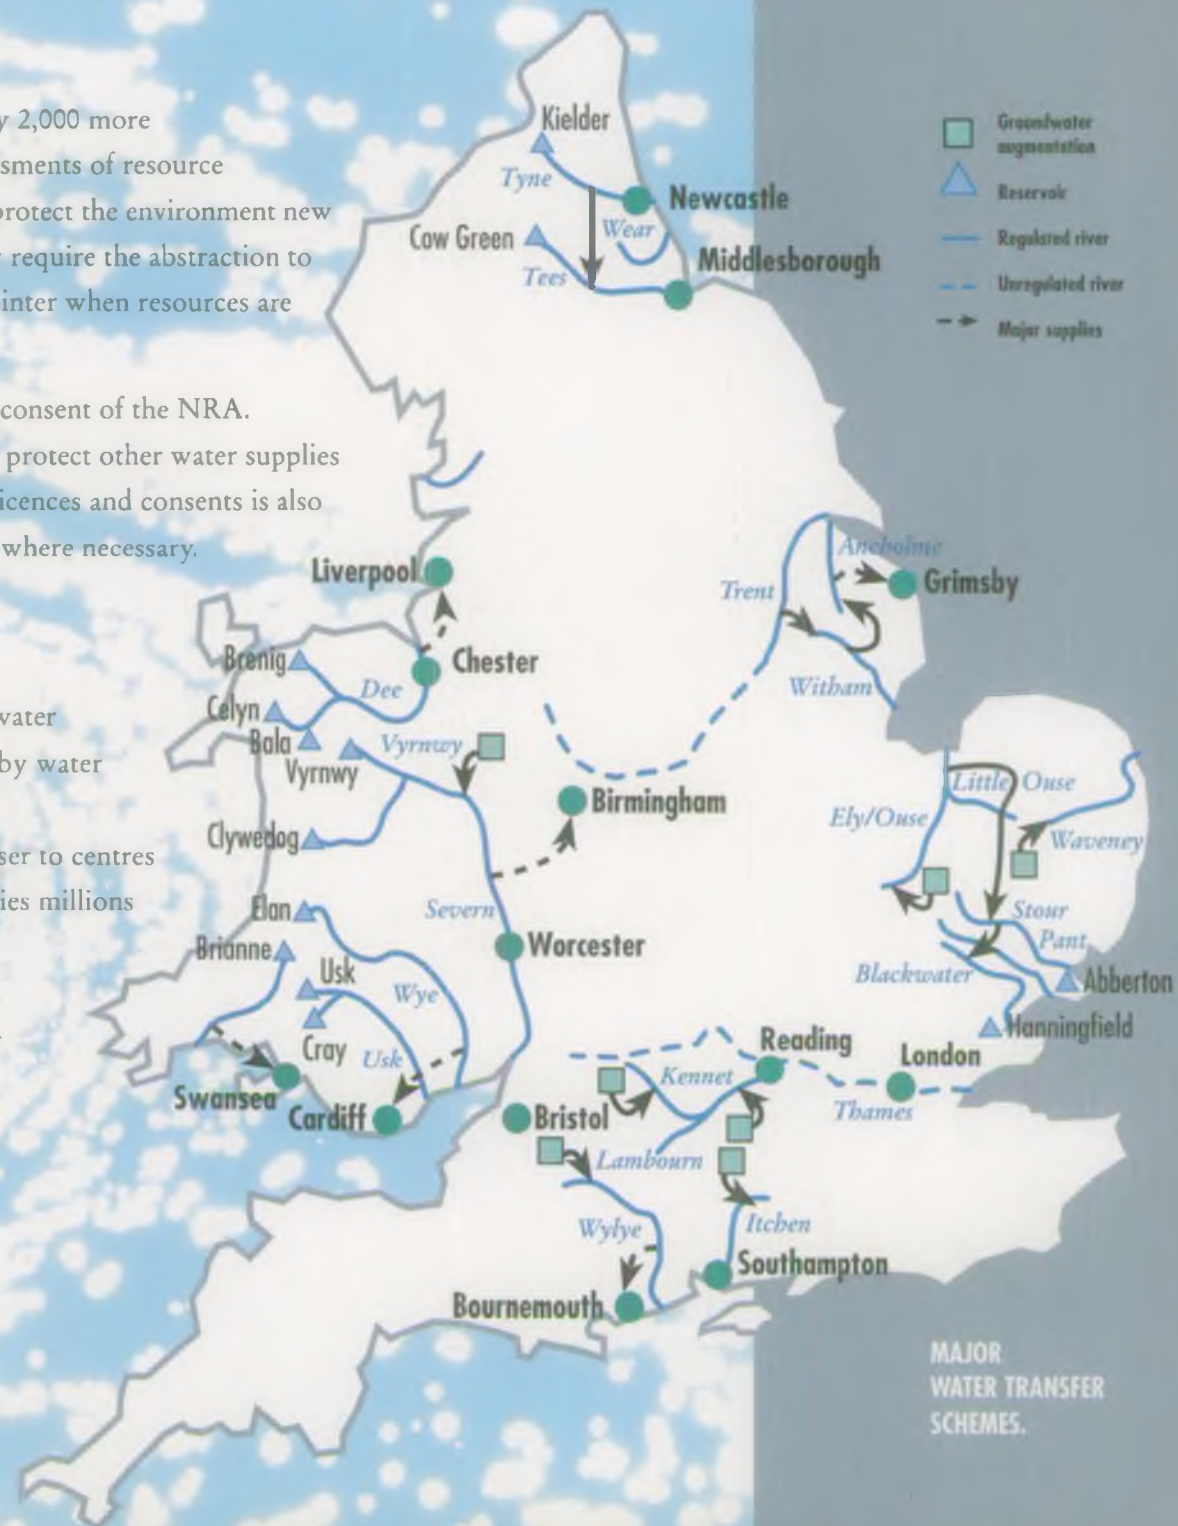 y 2,000 more
sments of resource
protect the environment new
require the abstraction to
inter when resources are
consent of the NRA.
protect other water supplies
icences and consents is also
where necessary.
vater
by water
ser to centres
ies millions
Groundwater
augmentation
Reservoir
Regulated river
Unregulated river
Major supplies
Kielder
Tyne
Newcastle
Wear
Cow Green
Tees
Middlesborough
Liverpool
Ancholme
Grimsby
Trent
Witham
Brenig
Chester
Dee
Celyn
Bala
Vyrnwy
Vyrnwy
Birmingham
Clywedog
Little Ouse
Ely/Ouse
Waveney
Elan
Severn
Stour
Pant
Brianne
Worcester
Usk
Wye
Blackwater
Abberton
Hanningfield
Cray
Usk
Reading
London
Kennet
Thames
Swansea
Cardiff
Bristol
Lambourn
Wylye
Itchen
Southampton
Bournemouth
MAJOR
WATER TRANSFER
SCHEMES.